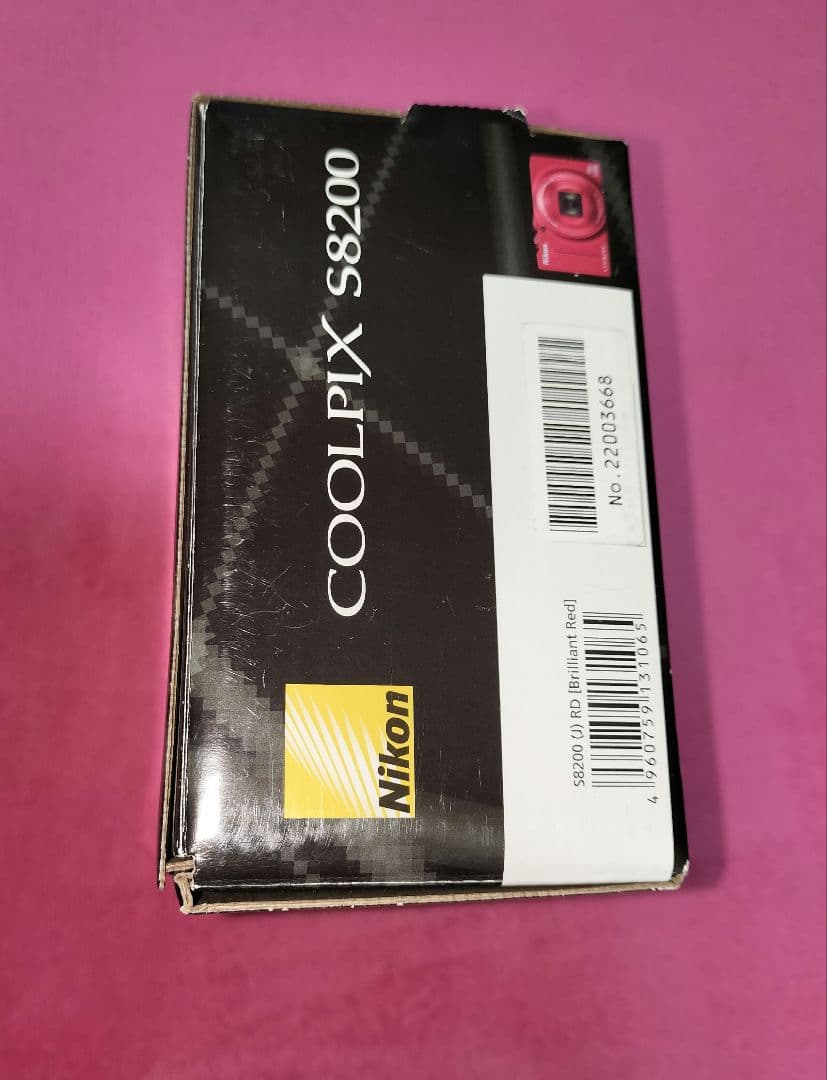 COOLPIX S8200
Nikon
No.22003668
S8200 (J) RD [Brilliant Red]
4 960759 131065